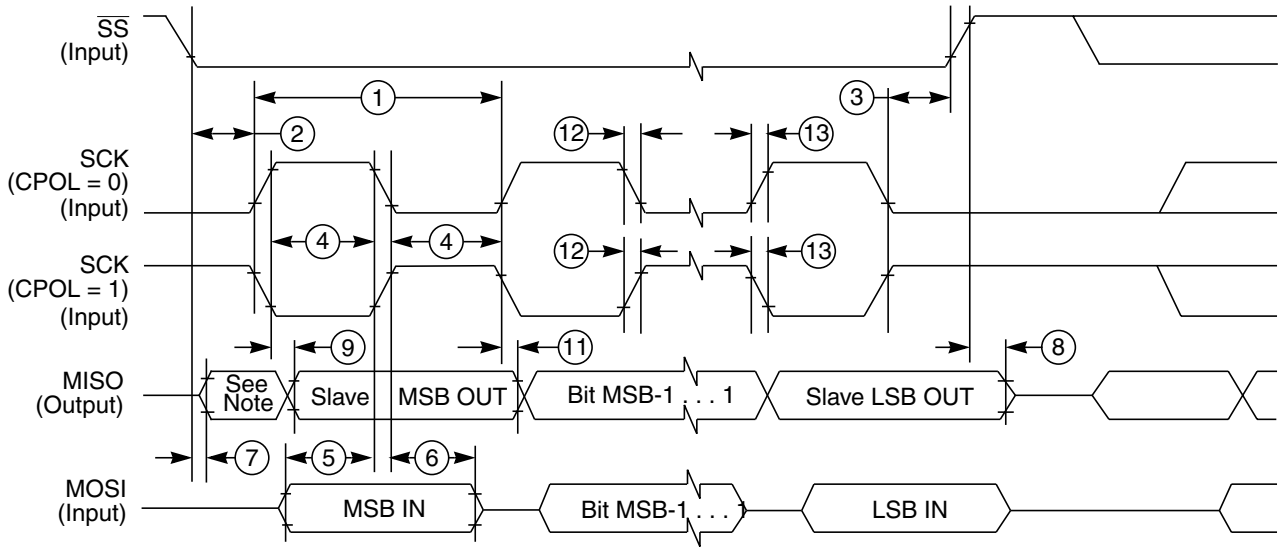 SS
(Input)
1
3
2
12
13
SCK
(CPOL = 0)
(Input)
4
4
12
13
SCK
(CPOL = 1)
(Input)
9
11
8
MISO
(Output)
See
Note
Slave
MSB OUT
Bit MSB-1 . . . 1
Slave LSB OUT
7
5
6
MOSI
(Input)
MSB IN
Bit MSB-1 . . . 1
LSB IN